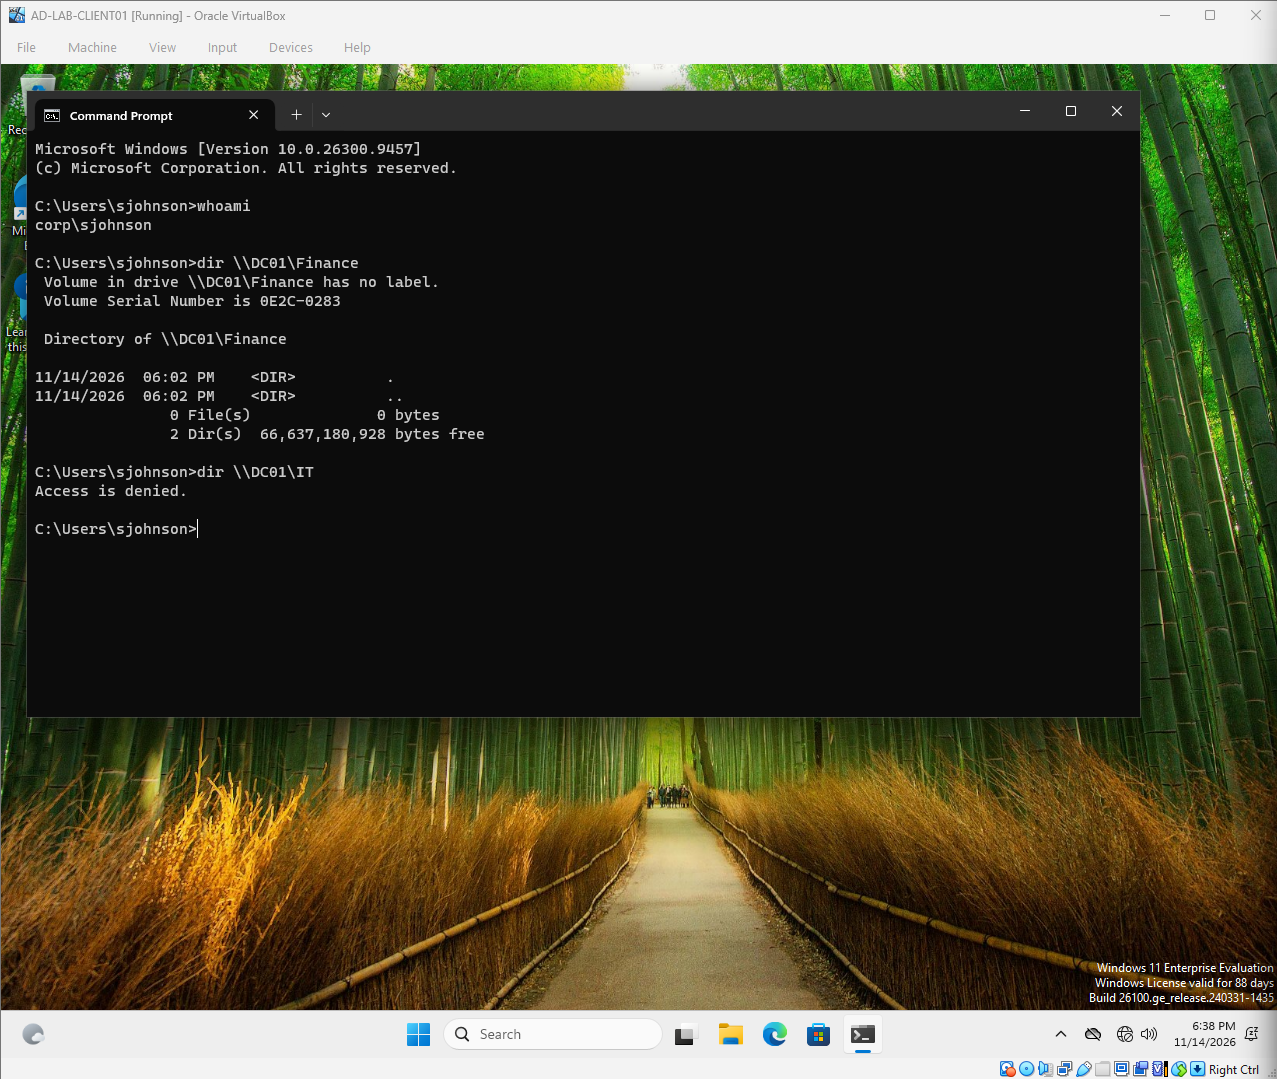 AD-LAB-CLIENT01 [Running] - Oracle VirtualBox
File Machine View Input Devices Help
Command Prompt
Microsoft Windows [Version 10.0.26300.9457]
(c) Microsoft Corporation. All rights reserved.
C:\Users\sjohnson>whoami
corp\sjohnson
C:\Users\sjohnson>dir \\DC01\Finance
Volume in drive \\DC01\Finance has no label.
Volume Serial Number is 0E2C-0283
Directory of \\DC01\Finance
11/14/2026 06:02 PM <DIR> .
11/14/2026 06:02 PM <DIR> ..
0 File(s) 0 bytes
2 Dir(s) 66,637,180,928 bytes free
C:\Users\sjohnson>dir \\DC01\IT
Access is denied.
C:\Users\sjohnson>
Rec
Mi
E
Lear
this
Windows 11 Enterprise Evaluation
Windows License valid for 88 days
Build 26100.ge_release.240331-1435
Search
6:38 PM
11/14/2026
Right Ctrl